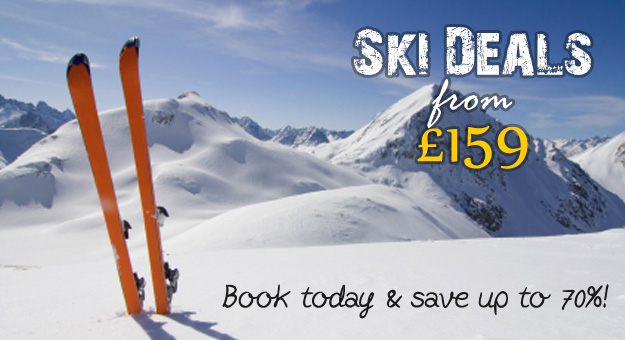 SKI DEALS
from
£159
Book today & save up to 70%!